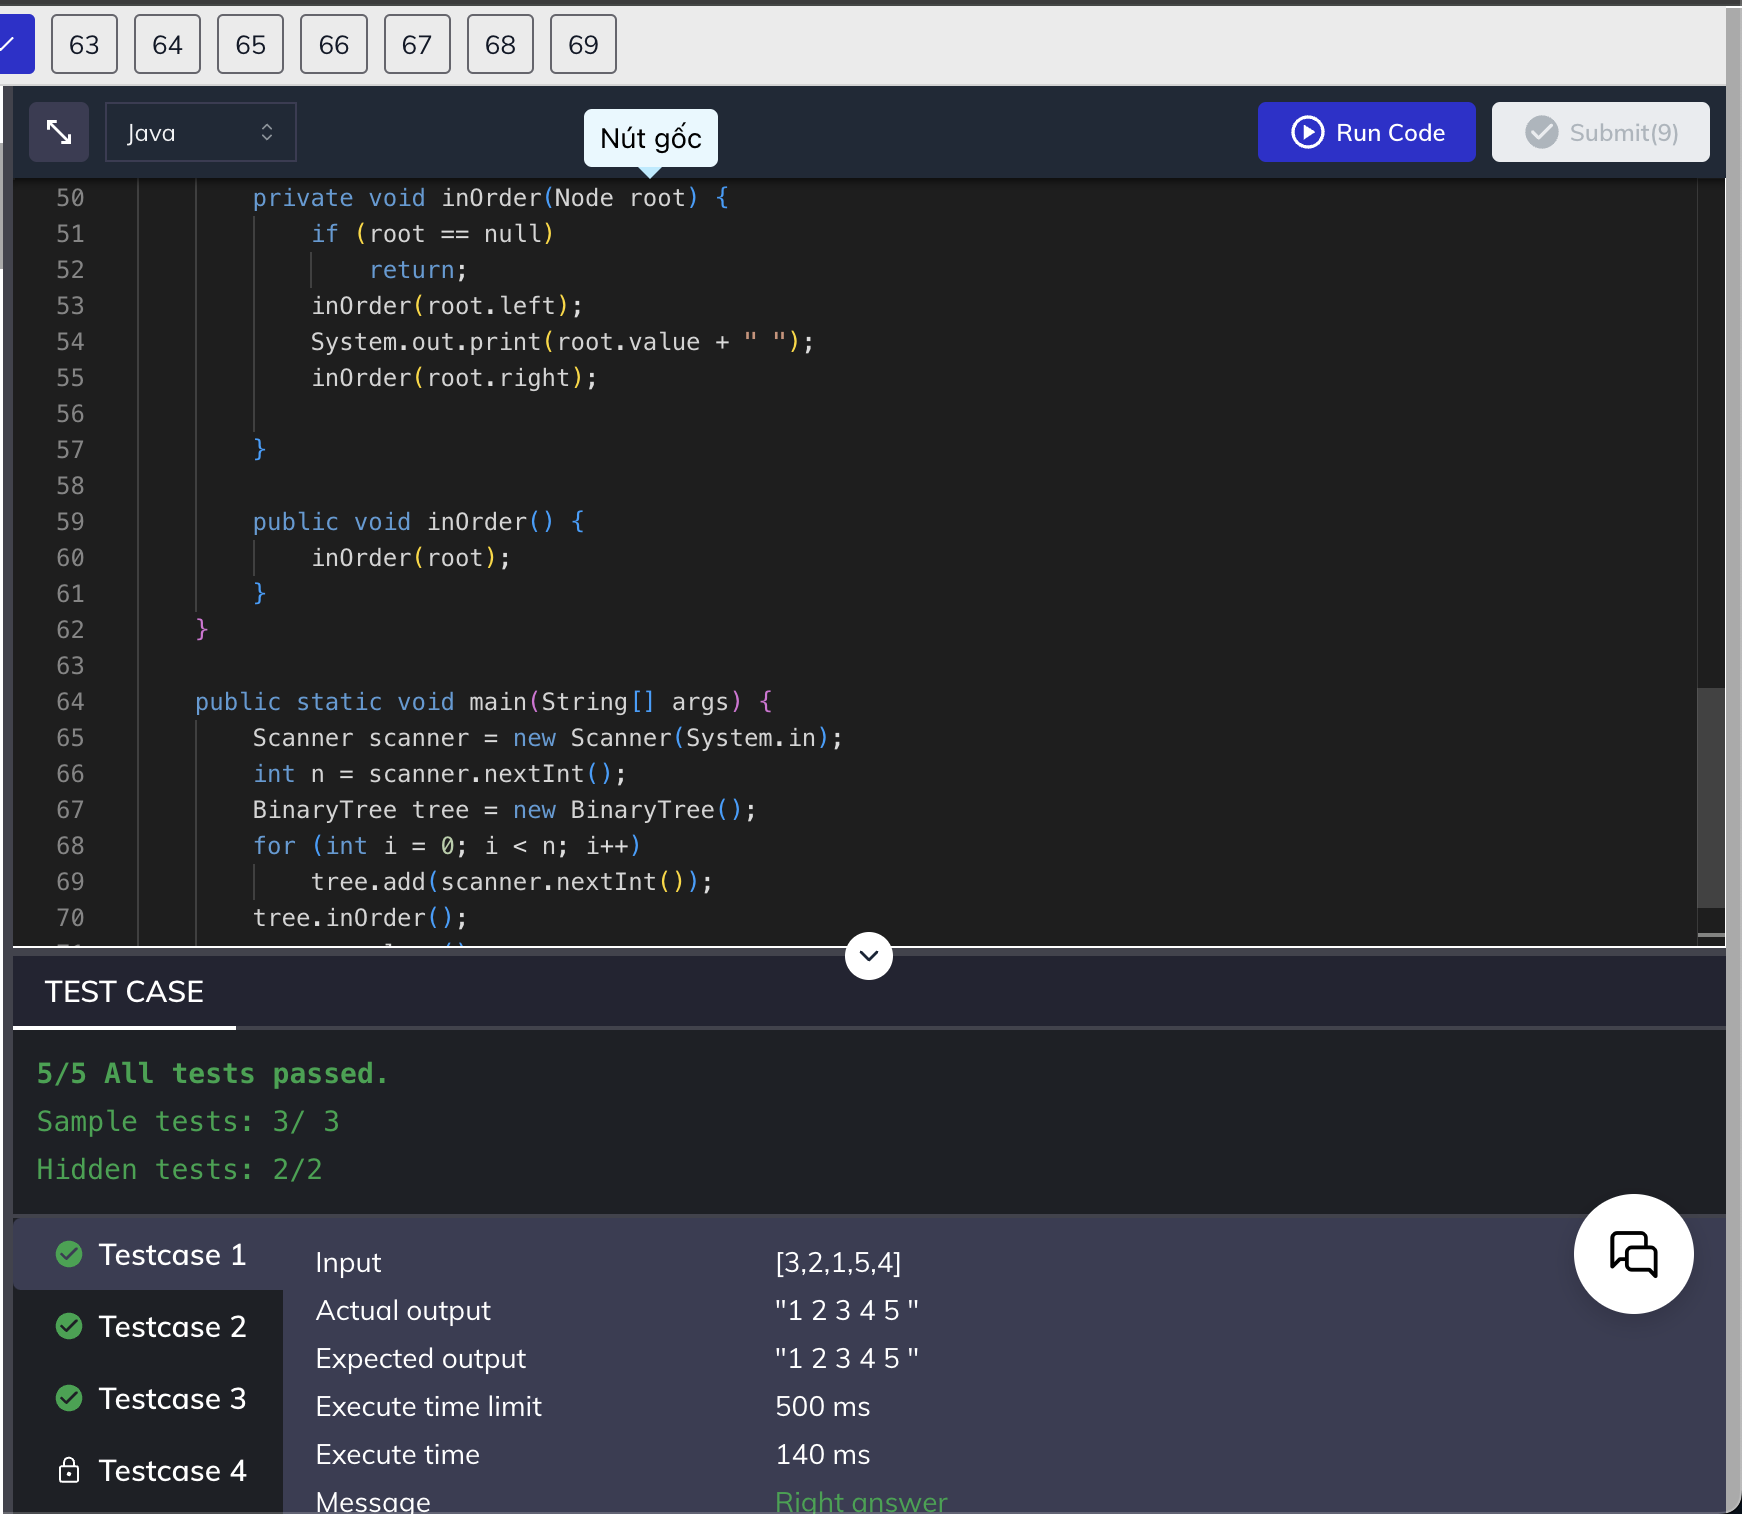 63 64 65 66 67 68 69
Java
Nút gốc
Run Code
Submit(9)
50 private void inOrder(Node root) {
51 if (root == null)
52 return;
53 inOrder(root.left);
54 System.out.print(root.value + " ");
55 inOrder(root.right);
56
57 }
58
59 public void inOrder() {
60 inOrder(root);
61 }
62 }
63
64 public static void main(String[] args) {
65 Scanner scanner = new Scanner(System.in);
66 int n = scanner.nextInt();
67 BinaryTree tree = new BinaryTree();
68 for (int i = 0; i < n; i++)
69 tree.add(scanner.nextInt());
70 tree.inOrder();
TEST CASE
5/5 All tests passed.
Sample tests: 3/ 3
Hidden tests: 2/2
Testcase 1
Testcase 2
Testcase 3
Testcase 4
Input [3,2,1,5,4]
Actual output "1 2 3 4 5 "
Expected output "1 2 3 4 5 "
Execute time limit 500 ms
Execute time 140 ms
Message Right answer